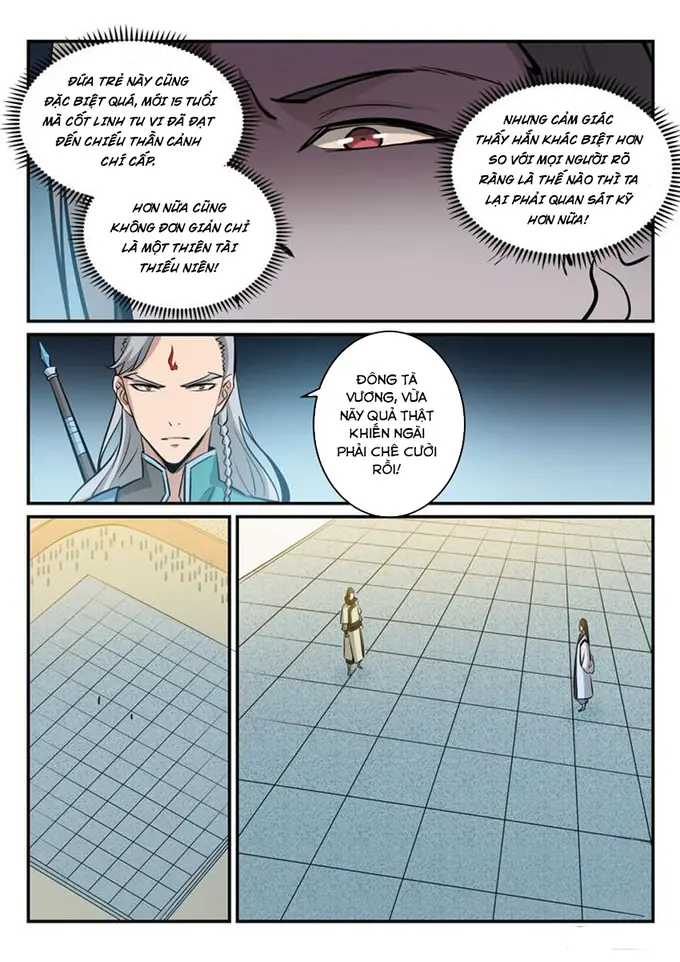 ĐỨA TRẺ NÀY CŨNG
ĐẶC BIỆT QUÁ, MỚI 15 TUỔI
MÀ CỐT LINH TU VI ĐÃ ĐẠT
ĐẾN CHIẾU THẦN CẢNH
CHÍ CẤP.
HƠN NỮA CŨNG
KHÔNG ĐƠN GIẢN CHỈ
LÀ MỘT THIÊN TÀI
THIẾU NIÊN!
NHƯNG CẢM GIÁC
THẤY HẮN KHÁC BIỆT HƠN
SO VỚI MỌI NGƯỜI RÕ
RÀNG LÀ THẾ NÀO THÌ TA
LẠI PHẢI QUAN SÁT KỸ
HƠN NỮA!
ĐÔNG TÀ
VƯƠNG, VỪA
NÃY QUẢ THẬT
KHIẾN NGÀI
PHẢI CHÊ CƯỜI
RỒI!